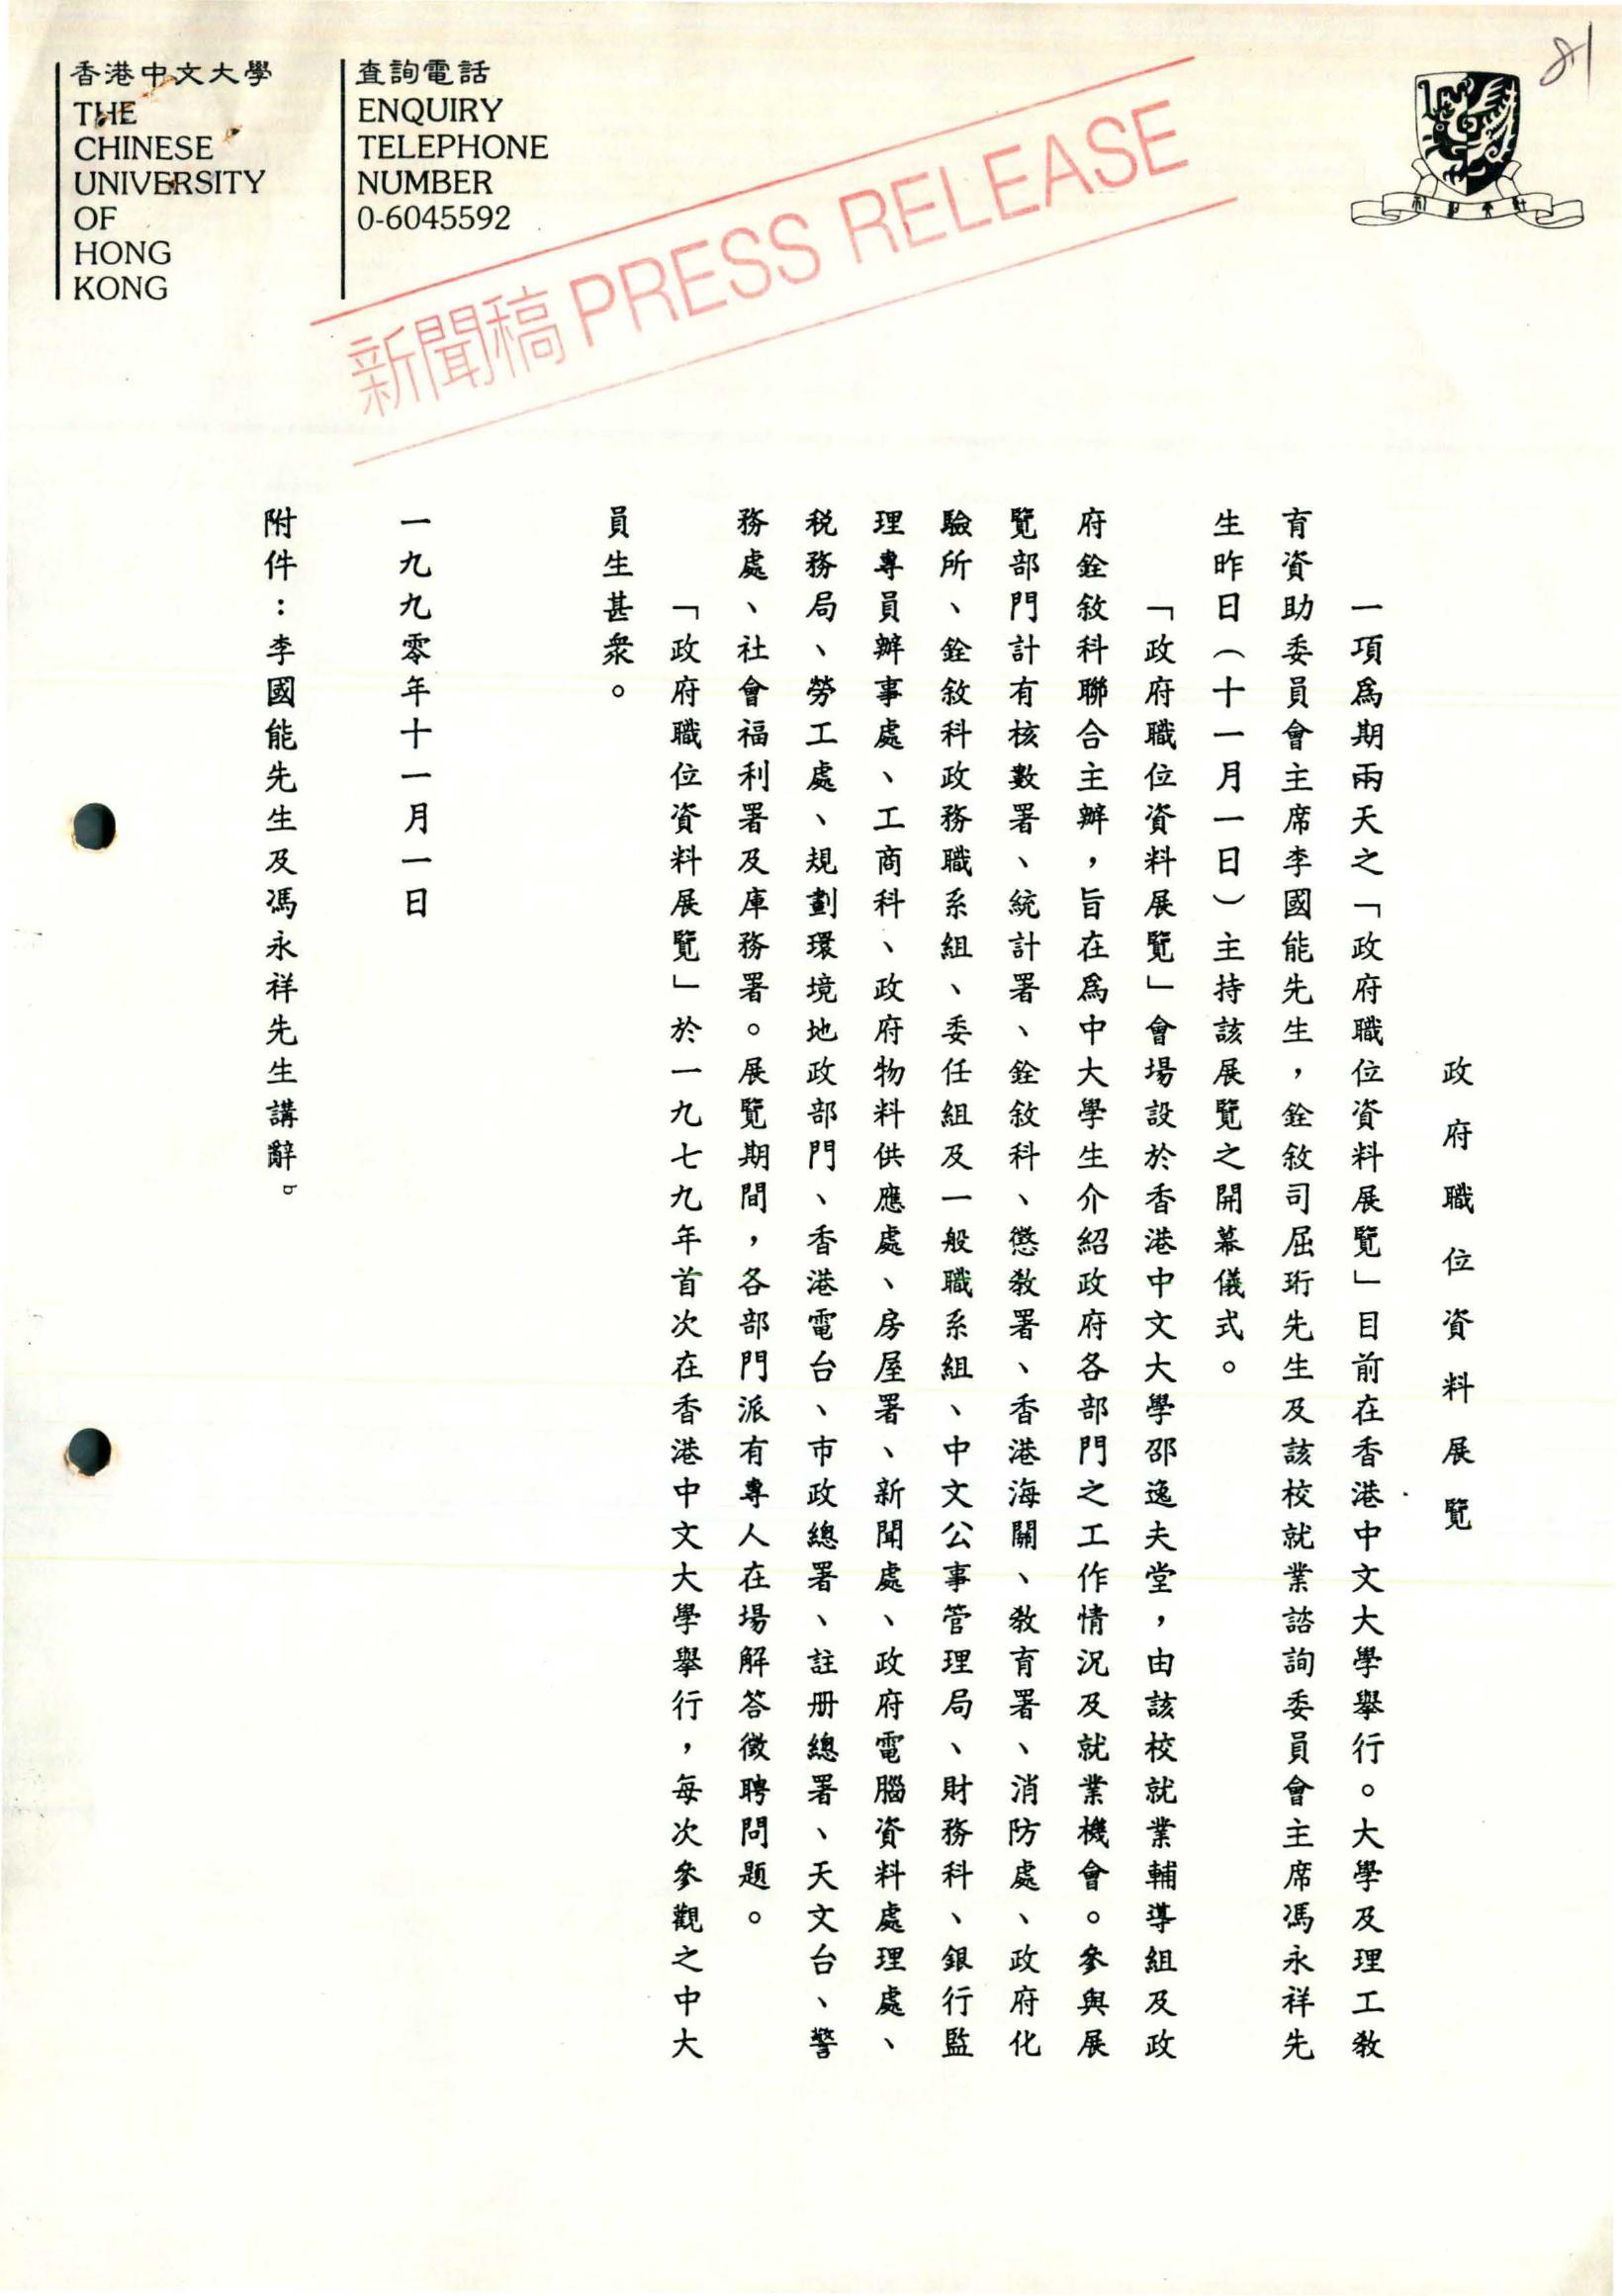 香港中文大學
THE
CHINESE
UNIVERSITY
OF
HONG
KONG
查詢電話
ENQUIRY
TELEPHONE
NUMBER
0-6045592
新聞稿 PRESS RELEASE
81
政府職位資料展覽
一項爲期兩天之「政府職位資料展覽」目前在香港中文大學舉行。大學及理工教
育資助委員會主席李國能先生，銓敘司屈珩先生及該校就業諮詢委員會主席馮永祥先
生昨日（十一月一日）主持該展覽之開幕儀式。
「政府職位資料展覽」會場設於香港中文大學邵逸夫堂，由該校就業輔導組及政
府銓敘科聯合主辦，旨在爲中大學生介紹政府各部門之工作情況及就業機會。參與展
覽部門計有核數署、統計署、銓敘科、懲教署、香港海關、教育署、消防處、政府化
驗所、銓敘科政務職系組、委任組及一般職系組、中文公事管理局、財務科、銀行監
理專員辦事處、工商科、政府物料供應處、房屋署、新聞處、政府電腦資料處理處、
税務局、勞工處、規劃環境地政部門、香港電台、市政總署、註册總署、天文台、警
務處、社會福利署及庫務署。展覽期間，各部門派有專人在場解答徵聘問題。
「政府職位資料展覽」於一九七九年首次在香港中文大學舉行，每次參觀之中大
員生甚衆。
一九九零年十一月一日
附件：李國能先生及馮永祥先生講辭。